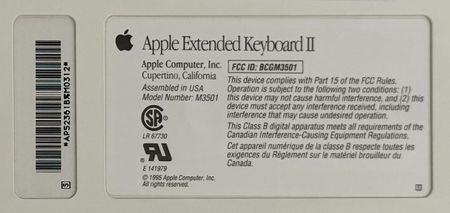 *AP5236IB%M0312*
Apple Extended Keyboard II
Apple Computer, Inc.
Cupertino, California
Assembled in USA
Model Number: M3501
LR 67730
E 141979
© 1995 Apple Computer, Inc.
All rights reserved.
FCC ID: BCGM3501
This device complies with Part 15 of the FCC Rules.
Operation is subject to the following two conditions: (1)
this device may not cause harmful interference, and (2) this
device must accept any interference received, including
interference that may cause undesired operation.
This Class B digital apparatus meets all requirements of the
Canadian Interference-Causing Equipment Regulations.
Cet appareil numérique de la classe B respecte toutes les
exigences du Règlement sur le matériel brouilleur du
Canada.